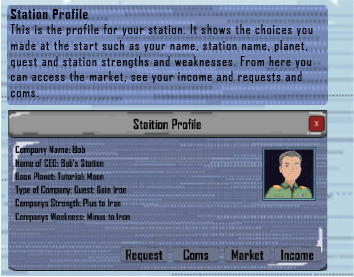 Station Profile
This is the profile for your station. It shows the choices you
made at the start such as your name, station name, planet,
quest and station strengths and weaknesses. From here you
can access the market, see your income and requests and
coms.
Staition Profile
X
Company Name: Bob
Name of CEO: Bob's Station
Base Planet: Tutorial: Moon
Type of Company: Quest: Gain Iron
Companys Strength: Plus to Iron
Companys Weakness: Minus to Iron
Request Coms Market Income